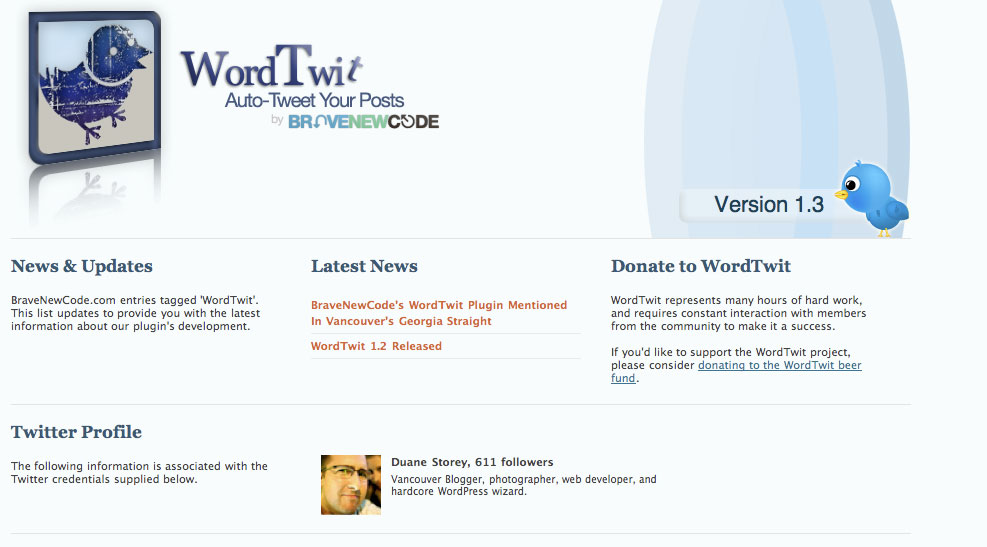 WordTwit
Auto-Tweet Your Posts
by BRAVENEWCODE
Version 1.3
News & Updates
BraveNewCode.com entries tagged 'WordTwit'.
This list updates to provide you with the latest
information about our plugin's development.
Latest News
BraveNewCode's WordTwit Plugin Mentioned
In Vancouver's Georgia Straight
WordTwit 1.2 Released
Donate to WordTwit
WordTwit represents many hours of hard work,
and requires constant interaction with members
from the community to make it a success.
If you'd like to support the WordTwit project,
please consider donating to the WordTwit beer
fund.
Twitter Profile
The following information is associated with the
Twitter credentials supplied below.
Duane Storey, 611 followers
Vancouver Blogger, photographer, web developer, and
hardcore WordPress wizard.